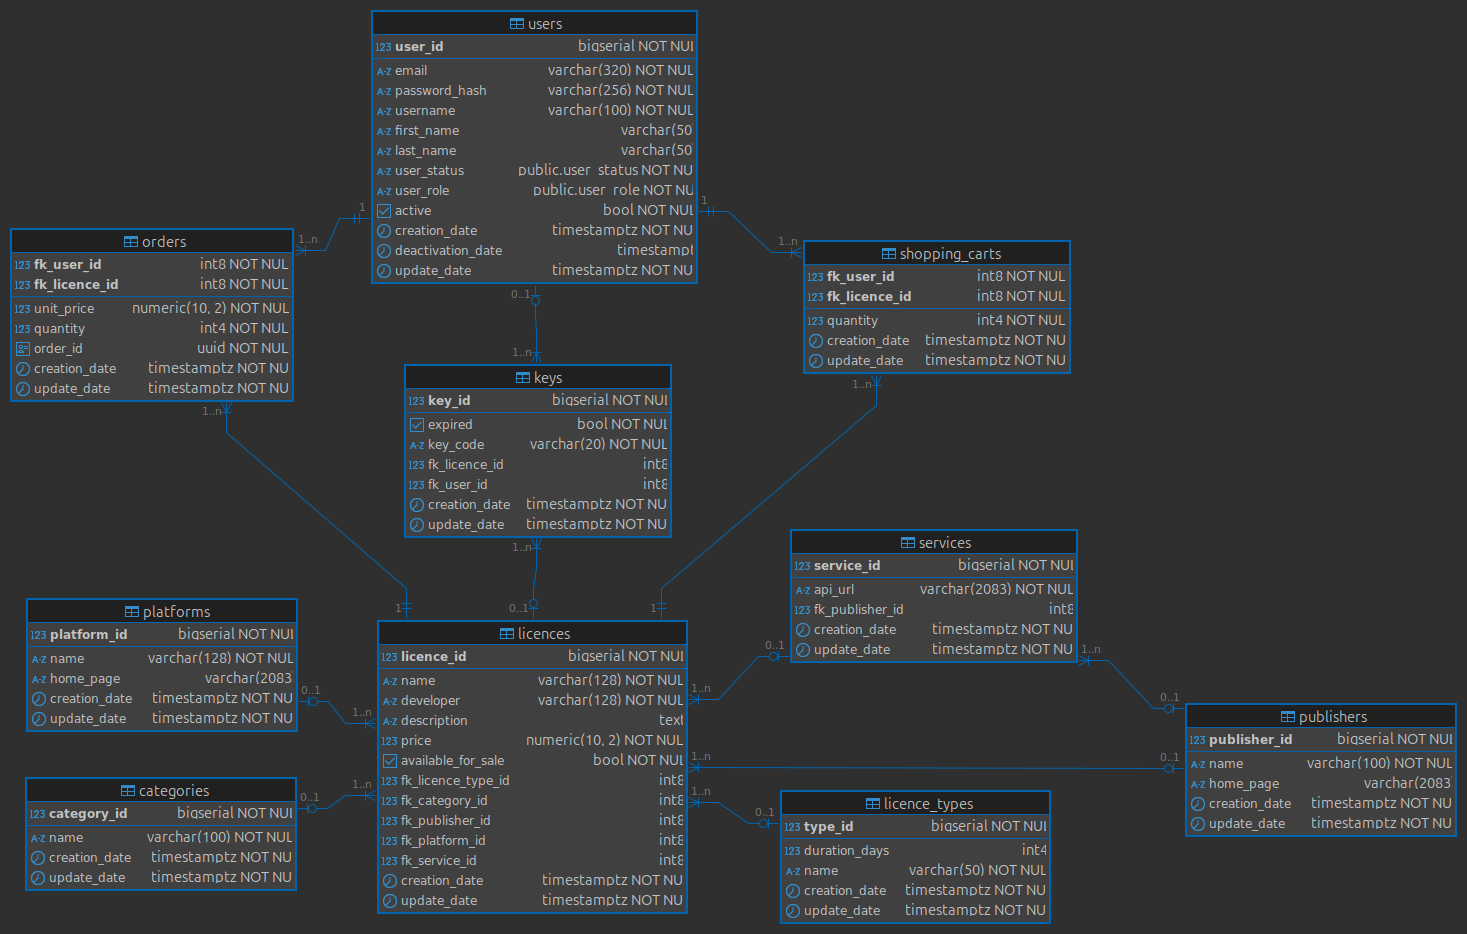 users
123 user_id bigserial NOT NUL
A-Z email varchar(320) NOT NUL
A-Z password_hash varchar(256) NOT NUL
A-Z username varchar(100) NOT NUL
A-Z first_name varchar(50
A-Z last_name varchar(50
A-Z user_status public.user_status NOT NU
A-Z user_role public.user_role NOT NU
active bool NOT NUL
creation_date timestamptz NOT NU
deactivation_date timestampt
update_date timestamptz NOT NU
1
1..n
1
1..n
0..1
1..n
orders
123 fk_user_id int8 NOT NUL
123 fk_licence_id int8 NOT NUL
123 unit_price numeric(10, 2) NOT NUL
123 quantity int4 NOT NUL
order_id uuid NOT NUL
creation_date timestamptz NOT NU
update_date timestamptz NOT NU
1..n
1
shopping_carts
123 fk_user_id int8 NOT NUL
123 fk_licence_id int8 NOT NUL
123 quantity int4 NOT NUL
creation_date timestamptz NOT NU
update_date timestamptz NOT NU
1..n
1
keys
123 key_id bigserial NOT NUL
expired bool NOT NUL
A-Z key_code varchar(20) NOT NUL
123 fk_licence_id int8
123 fk_user_id int8
creation_date timestamptz NOT NU
update_date timestamptz NOT NU
1..n
0..1
services
123 service_id bigserial NOT NUL
A-Z api_url varchar(2083) NOT NUL
123 fk_publisher_id int8
creation_date timestamptz NOT NU
update_date timestamptz NOT NU
0..1
1..n
1..n
0..1
platforms
123 platform_id bigserial NOT NUL
A-Z name varchar(128) NOT NUL
A-Z home_page varchar(2083
creation_date timestamptz NOT NU
update_date timestamptz NOT NU
0..1
1..n
licences
123 licence_id bigserial NOT NUL
A-Z name varchar(128) NOT NUL
A-Z developer varchar(128) NOT NUL
A-Z description text
123 price numeric(10, 2) NOT NUL
available_for_sale bool NOT NUL
123 fk_licence_type_id int8
123 fk_category_id int8
123 fk_publisher_id int8
123 fk_platform_id int8
123 fk_service_id int8
creation_date timestamptz NOT NU
update_date timestamptz NOT NU
1..n
0..1
1..n
0..1
publishers
123 publisher_id bigserial NOT NUL
A-Z name varchar(100) NOT NUL
A-Z home_page varchar(2083
creation_date timestamptz NOT NU
update_date timestamptz NOT NU
categories
123 category_id bigserial NOT NUL
A-Z name varchar(100) NOT NUL
creation_date timestamptz NOT NU
update_date timestamptz NOT NU
0..1
1..n
licence_types
123 type_id bigserial NOT NUL
123 duration_days int4
A-Z name varchar(50) NOT NUL
creation_date timestamptz NOT NU
update_date timestamptz NOT NU